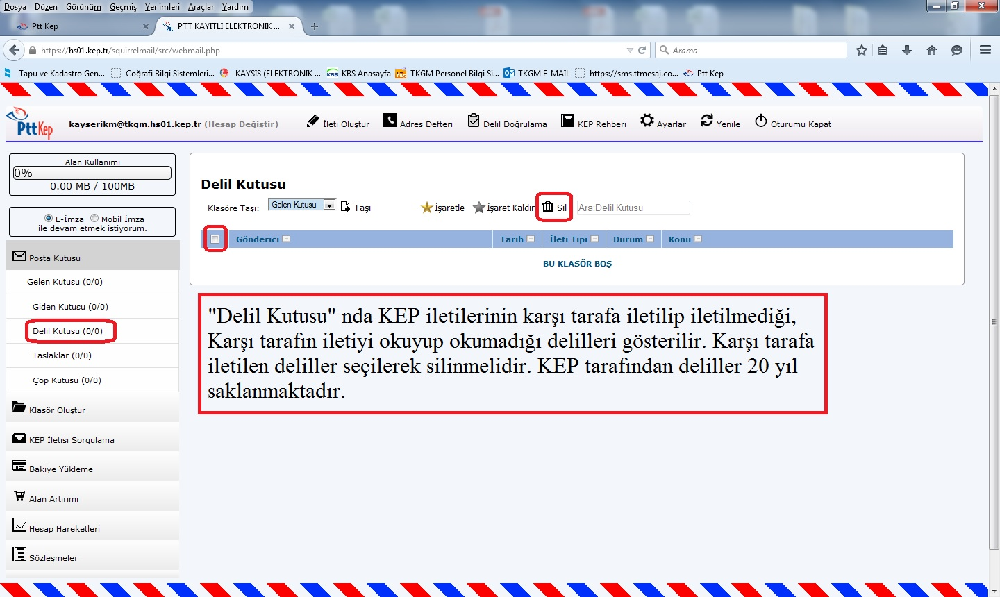 Dosya Düzen Görünüm Geçmiş Yer imleri Araçlar Yardım
Ptt Kep
PTT KAYITLI ELEKTRONİK ...
https://hs01.kep.tr/squirrelmail/src/webmail.php
Arama
Tapu ve Kadastro Gen...
Coğrafi Bilgi Sistemleri...
KAYSİS (ELEKTRONİK ...
KBS Anasayfa
TKGM Personel Bilgi Si...
TKGM E-MAİL
https://sms.ttmesaj.co...
Ptt Kep
PttKep
kayserikm@tkgm.hs01.kep.tr (Hesap Değiştir)
İleti Oluştur
Adres Defteri
Delil Doğrulama
KEP Rehberi
Ayarlar
Yenile
Oturumu Kapat
Alan Kullanımı
0%
0.00 MB / 100MB
E-İmza Mobil İmza
ile devam etmek istiyorum.
Posta Kutusu
Gelen Kutusu (0/0)
Giden Kutusu (0/0)
Delil Kutusu (0/0)
Taslaklar (0/0)
Çöp Kutusu (0/0)
Klasör Oluştur
KEP İletisi Sorgulama
Bakiye Yükleme
Alan Artırımı
Hesap Hareketleri
Sözleşmeler
Delil Kutusu
Klasöre Taşı: Gelen Kutusu Taşı İşaretle İşaret Kaldır Sil Ara:Delil Kutusu
Gönderici Tarih İleti Tipi Durum Konu
BU KLASÖR BOŞ
"Delil Kutusu" nda KEP iletilerinin karşı tarafa iletilip iletilmediği,
Karşı tarafın iletiyi okuyup okumadığı delilleri gösterilir. Karşı tarafa
iletilen deliller seçilerek silinmelidir. KEP tarafından deliller 20 yıl
saklanmaktadır.